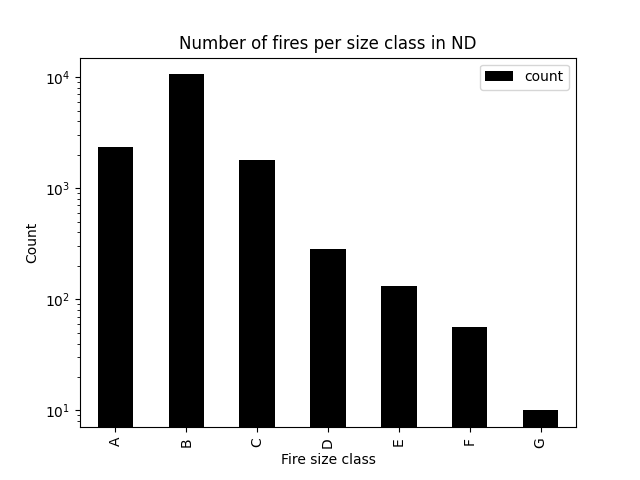 Number of fires per size class in ND
count
Count
10⁴
10³
10²
10¹
A B C D E F G
Fire size class